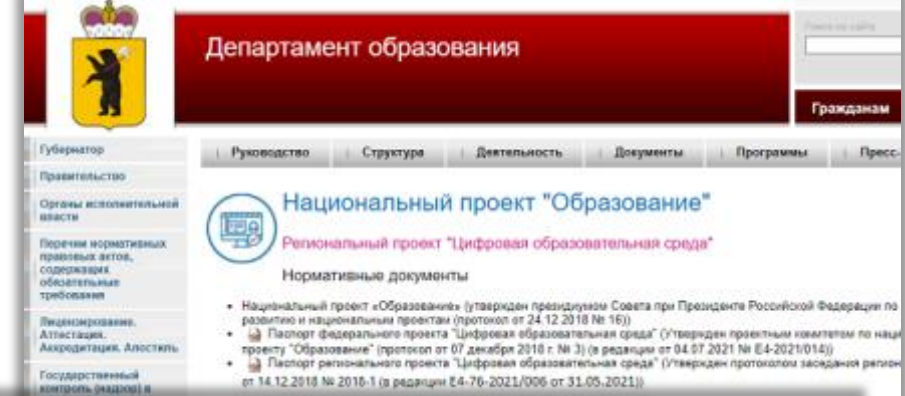 Департамент образования
Поиск по сайту
Гражданам
Губернатор
Правительство
Органы исполнительной
власти
Перечни нормативных
правовых актов,
содержащих
обязательные
требования
Лицензирование.
Аттестация.
Аккредитация. Апостиль
Государственный
контроль (надзор) в
Руководство
Структура
Деятельность
Документы
Программы
Пресс-
Национальный проект "Образование"
Региональный проект "Цифровая образовательная среда"
Нормативные документы
Национальный проект «Образование» (утвержден президиумом Совета при Президенте Российской Федерации по
развитию и национальным проектам (протокол от 24.12.2018 № 16))
Паспорт федерального проекта "Цифровая образовательная среда" (Утвержден проектным комитетом по наци
проекту "Образование" (протокол от 07 декабря 2018 г. № 3) (в редакции от 04.07.2021 № E4-2021/014))
Паспорт регионального проекта "Цифровая образовательная среда" (Утвержден протоколом заседания регион
от 14.12.2018 № 2018-1 (в редакции E4-76-2021/006 от 31.05.2021))